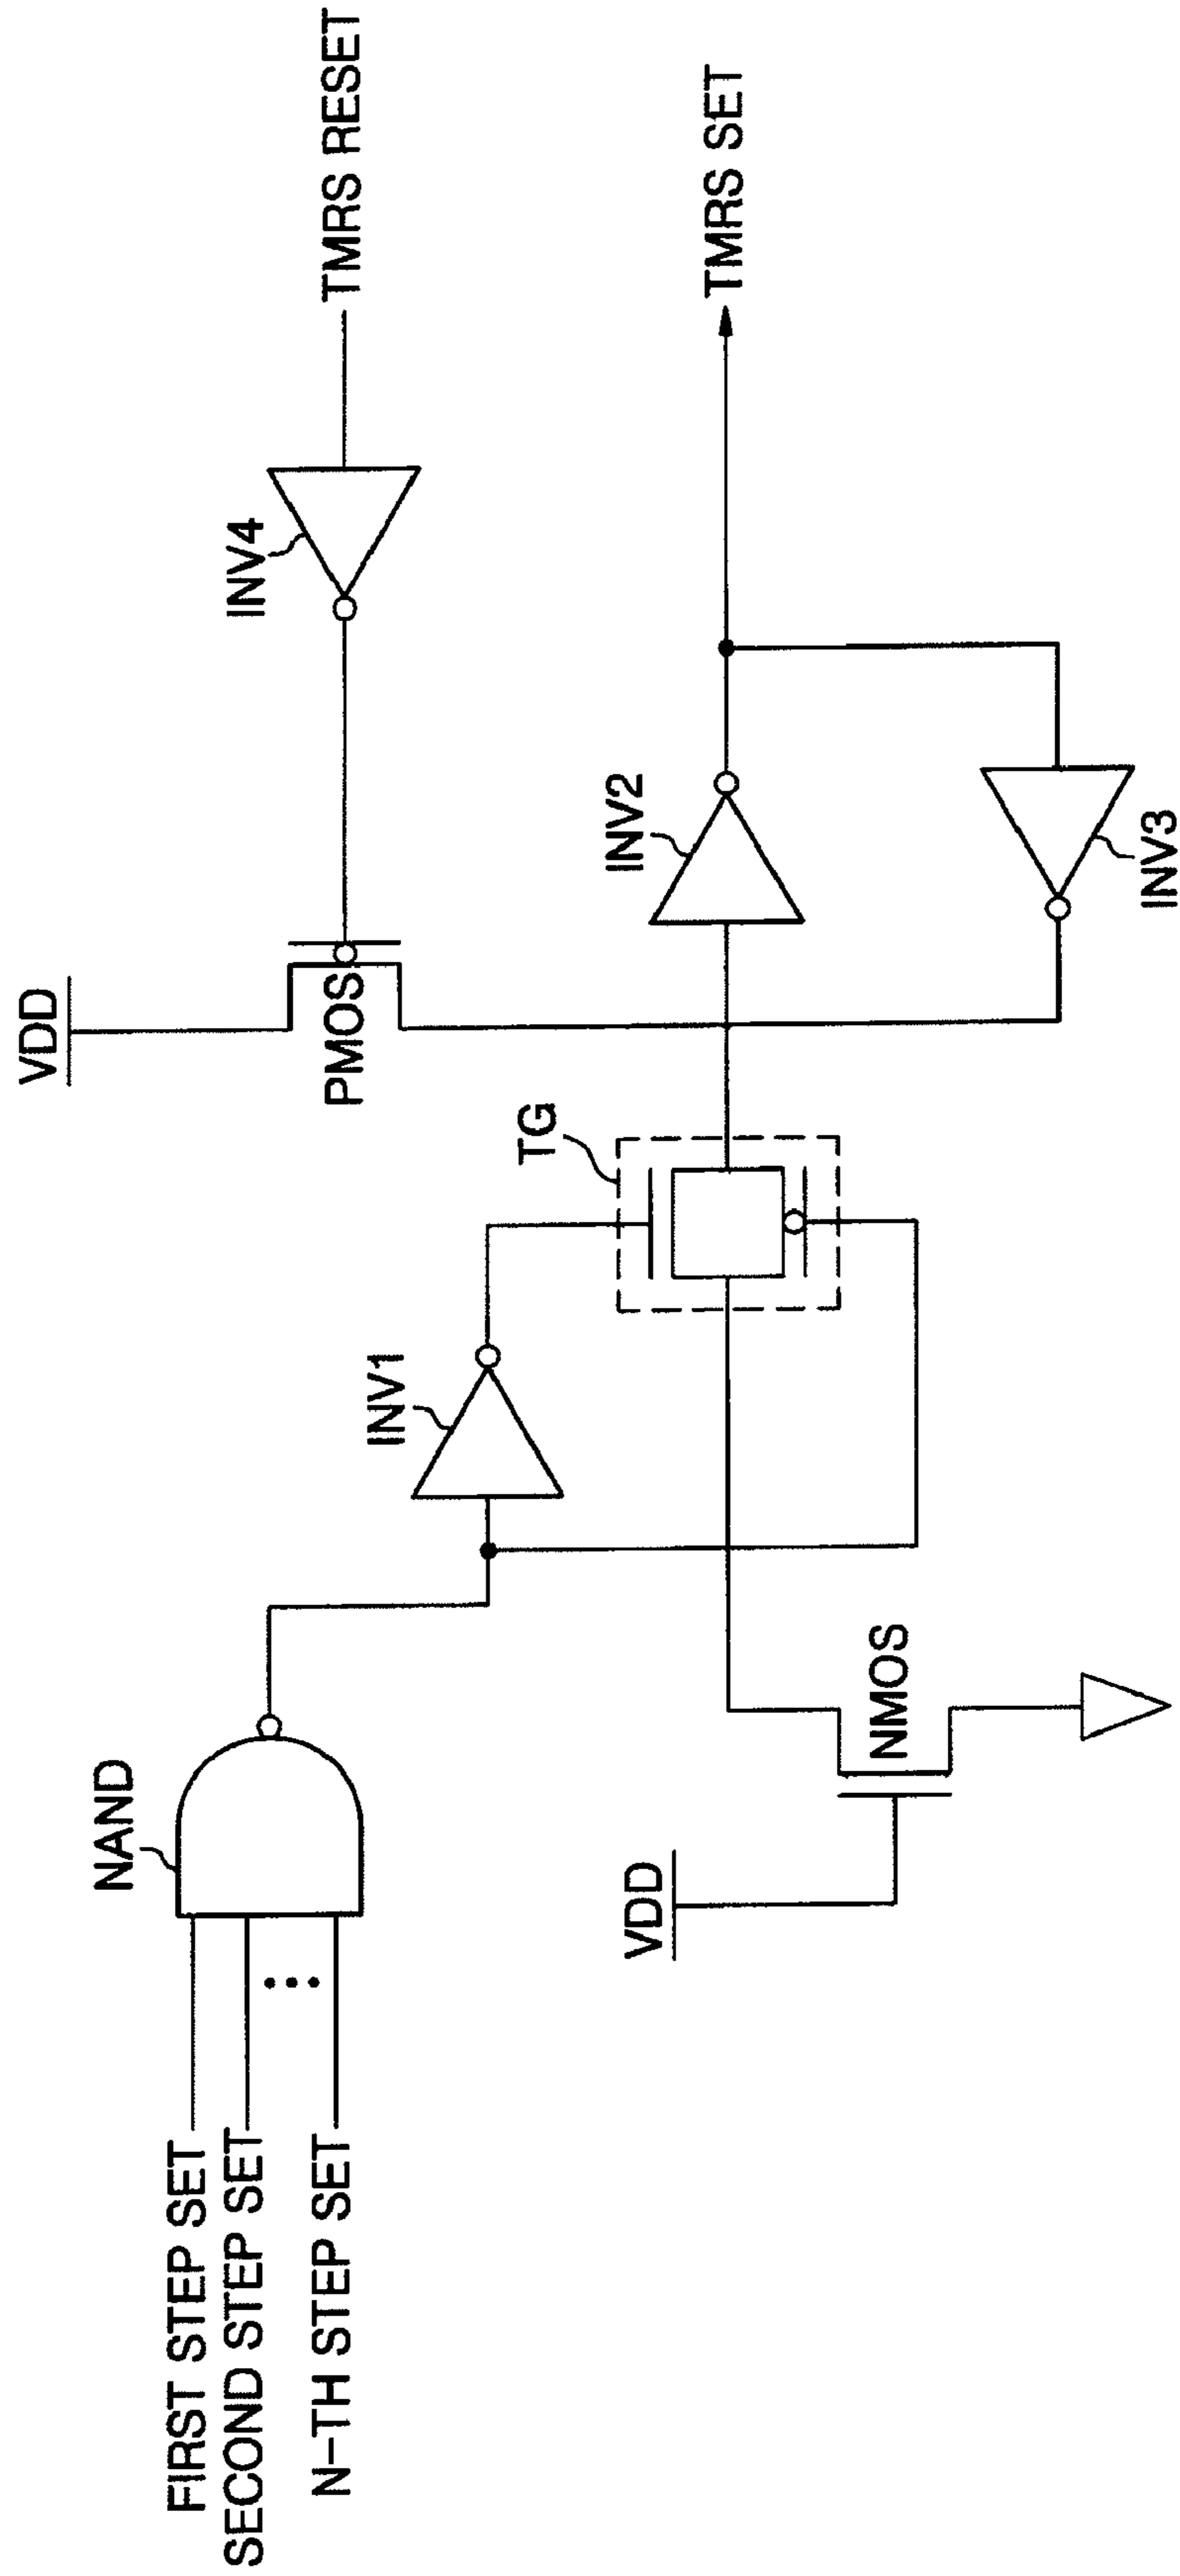 FIRST STEP SET
SECOND STEP SET
N-TH STEP SET
NAND
VDD
NMOS
INV1
TG
VDD
PMOS
INV2
INV3
INV4
TMRS RESET
TMRS SET